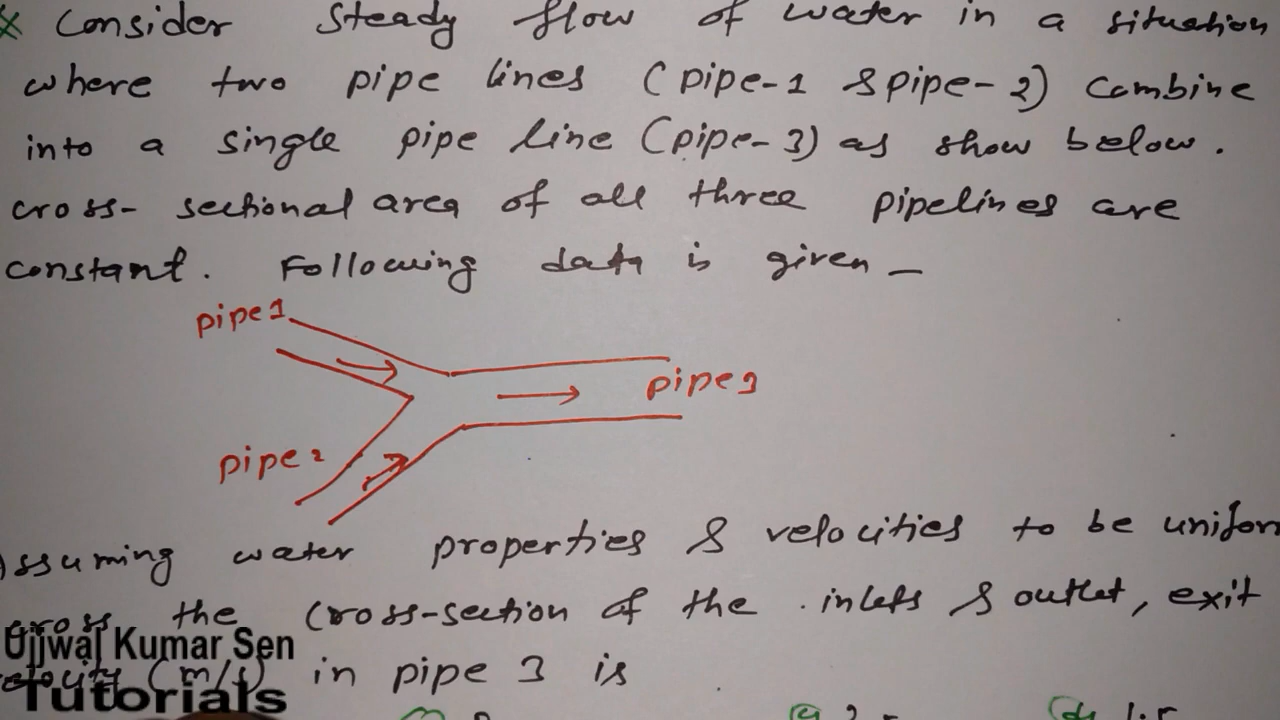 Consider steady flow of water in a situation
where two pipe lines (pipe-1 & pipe-2) combine
into a single pipe line (pipe-3) as show below.
cross-sectional area of all three pipelines are
constant. Following data is given -
pipe 1
pipe 3
pipe 2
Assuming water properties & velocities to be uniform
the cross-section of the inlets & outlet, exit
Ujjwal Kumar Sen
(m/s) in pipe 3 is
Tutorials